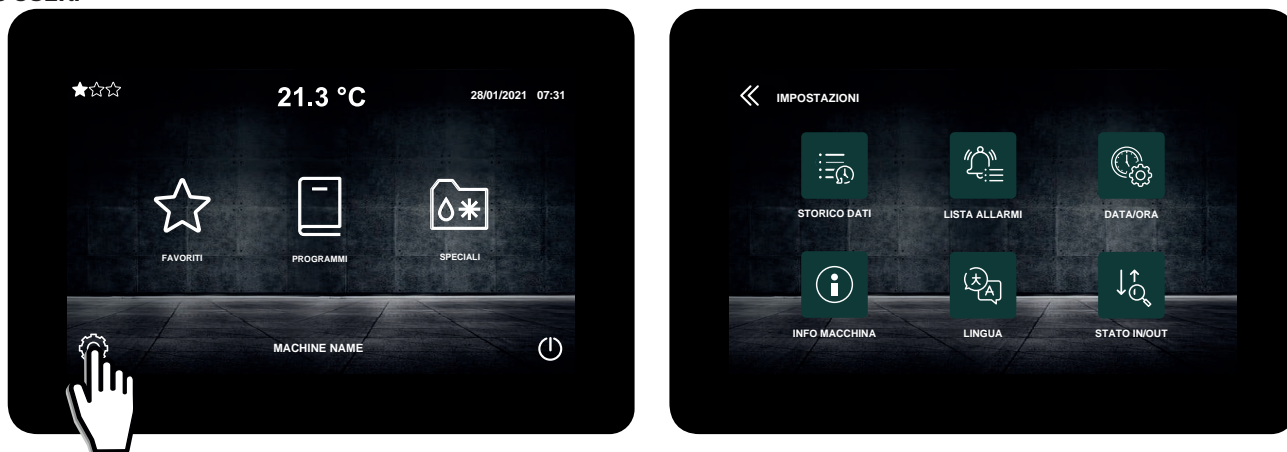 21.3 °C
28/01/2021 07:31
FAVORITI
PROGRAMMI
SPECIALI
MACHINE NAME
IMPOSTAZIONI
STORICO DATI
LISTA ALLARMI
DATA/ORA
INFO MACCHINA
LINGUA
STATO IN/OUT